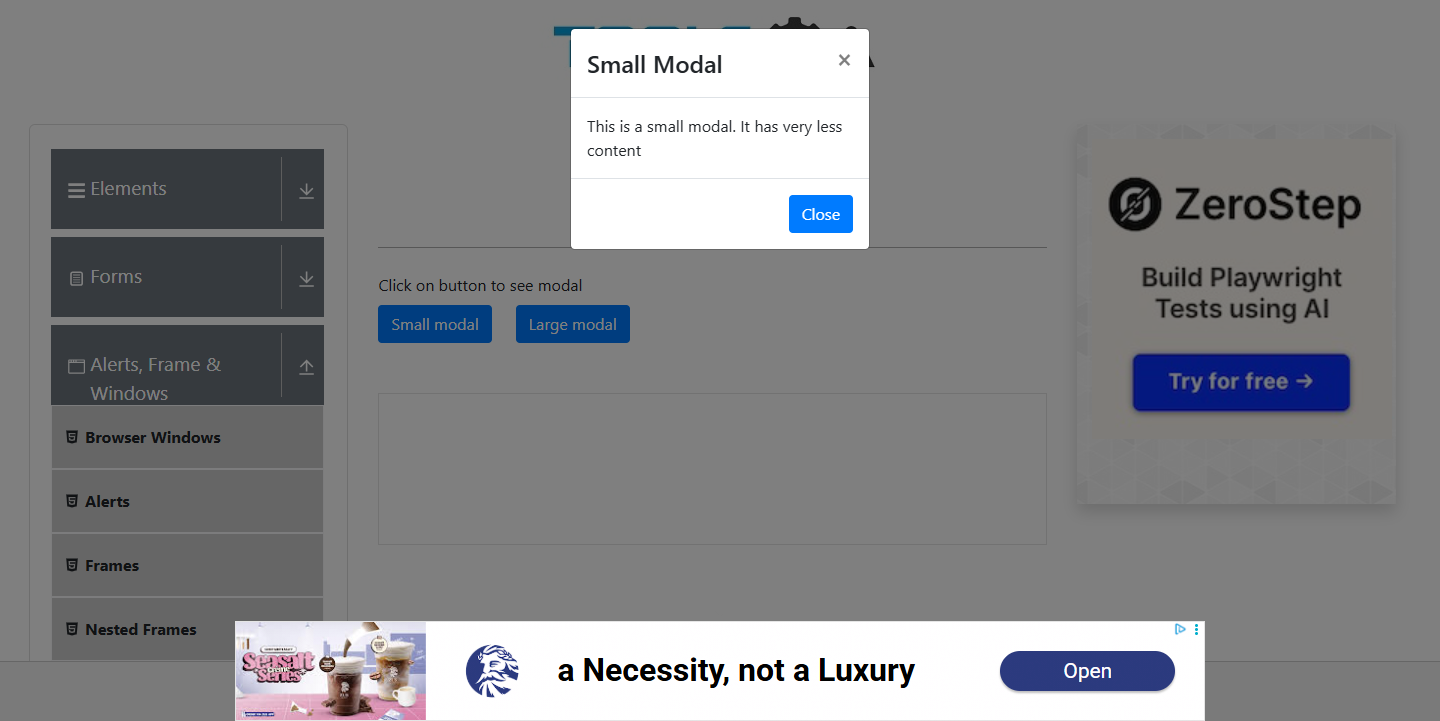 Small Modal
×
This is a small modal. It has very less
content
Close
Elements
Forms
Alerts, Frame &
Windows
Browser Windows
Alerts
Frames
Nested Frames
Click on button to see modal
Small modal
Large modal
ZeroStep
Build Playwright
Tests using AI
Try for free →
Seasalt
Series
a Necessity, not a Luxury
Open